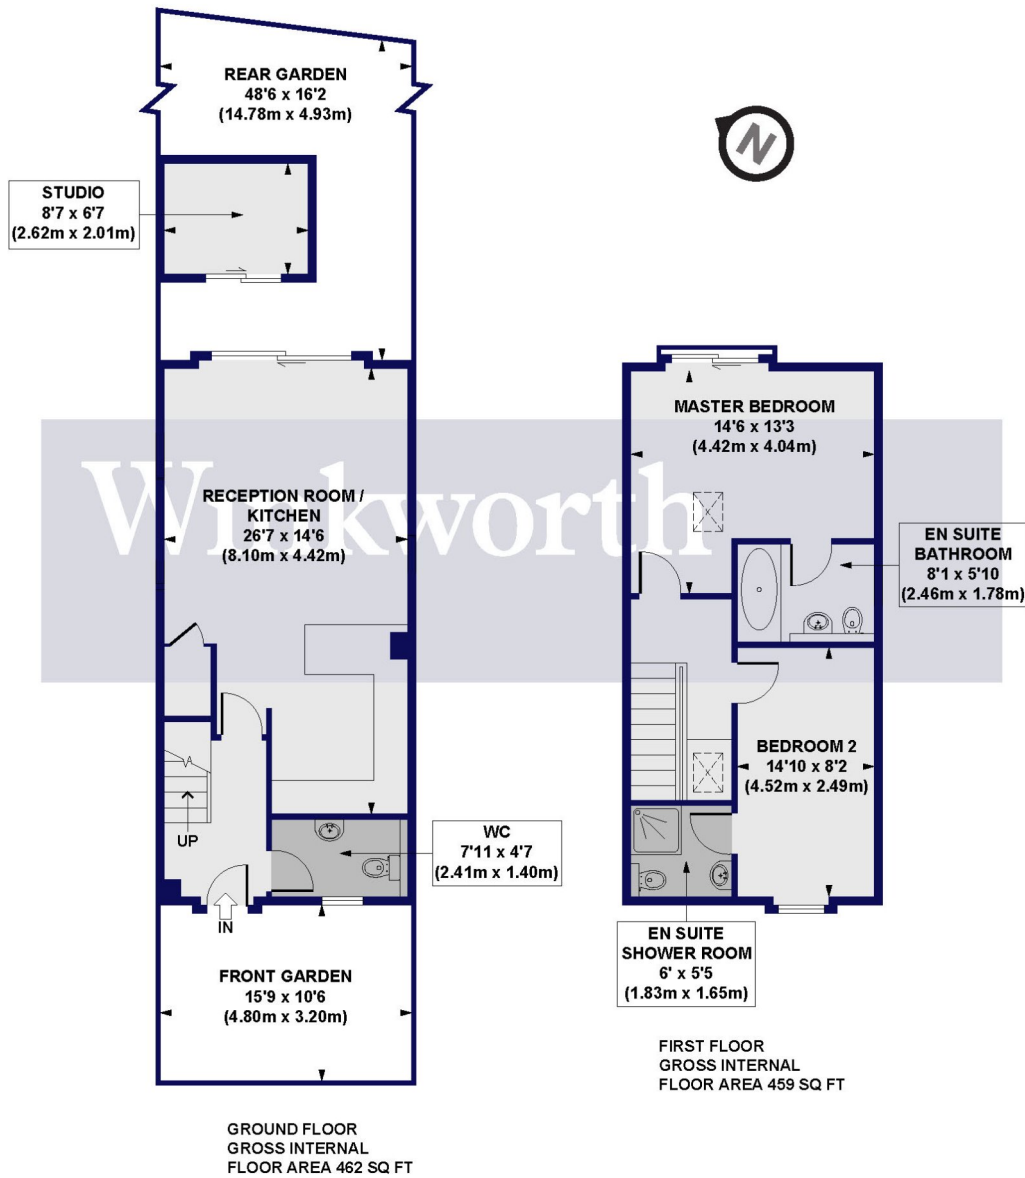 REAR GARDEN
48'6 x 16'2
(14.78m x 4.93m)
N
STUDIO
8'7 x 6'7
(2.62m x 2.01m)
Winkworth
RECEPTION ROOM /
KITCHEN
26'7 x 14'6
(8.10m x 4.42m)
MASTER BEDROOM
14'6 x 13'3
(4.42m x 4.04m)
EN SUITE
BATHROOM
8'1 x 5'10
(2.46m x 1.78m)
BEDROOM 2
14'10 x 8'2
(4.52m x 2.49m)
UP
WC
7'11 x 4'7
(2.41m x 1.40m)
IN
EN SUITE
SHOWER ROOM
6' x 5'5
(1.83m x 1.65m)
FRONT GARDEN
15'9 x 10'6
(4.80m x 3.20m)
GROUND FLOOR
GROSS INTERNAL
FLOOR AREA 462 SQ FT
FIRST FLOOR
GROSS INTERNAL
FLOOR AREA 459 SQ FT